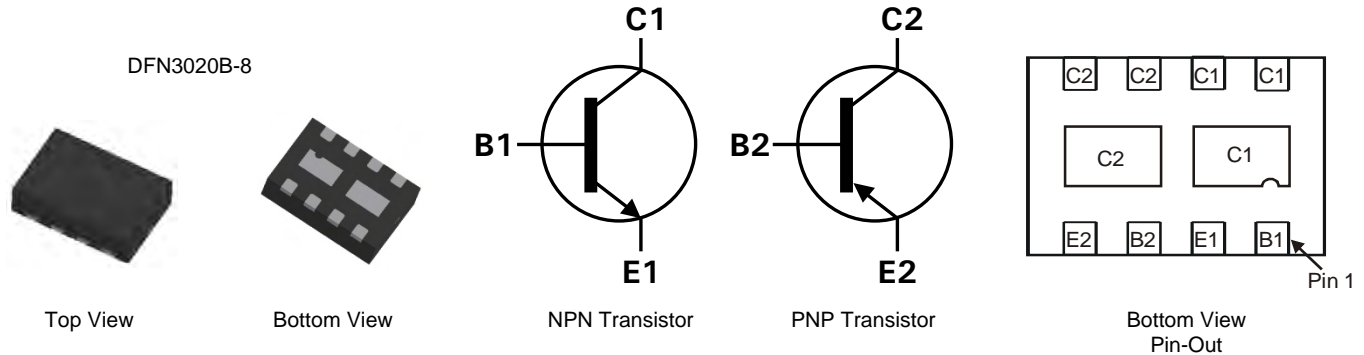 DFN3020B-8
Top View
Bottom View
C1
B1
E1
NPN Transistor
C2
B2
E2
PNP Transistor
C2 C2 C1 C1
C2 C1
E2 B2 E1 B1
Pin 1
Bottom View
Pin-Out